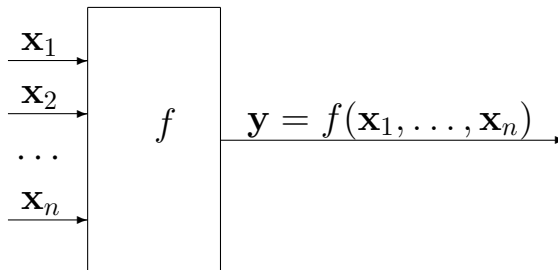 x₁
x₂
...
xₙ
f
y = f(x₁, . . . , xₙ)